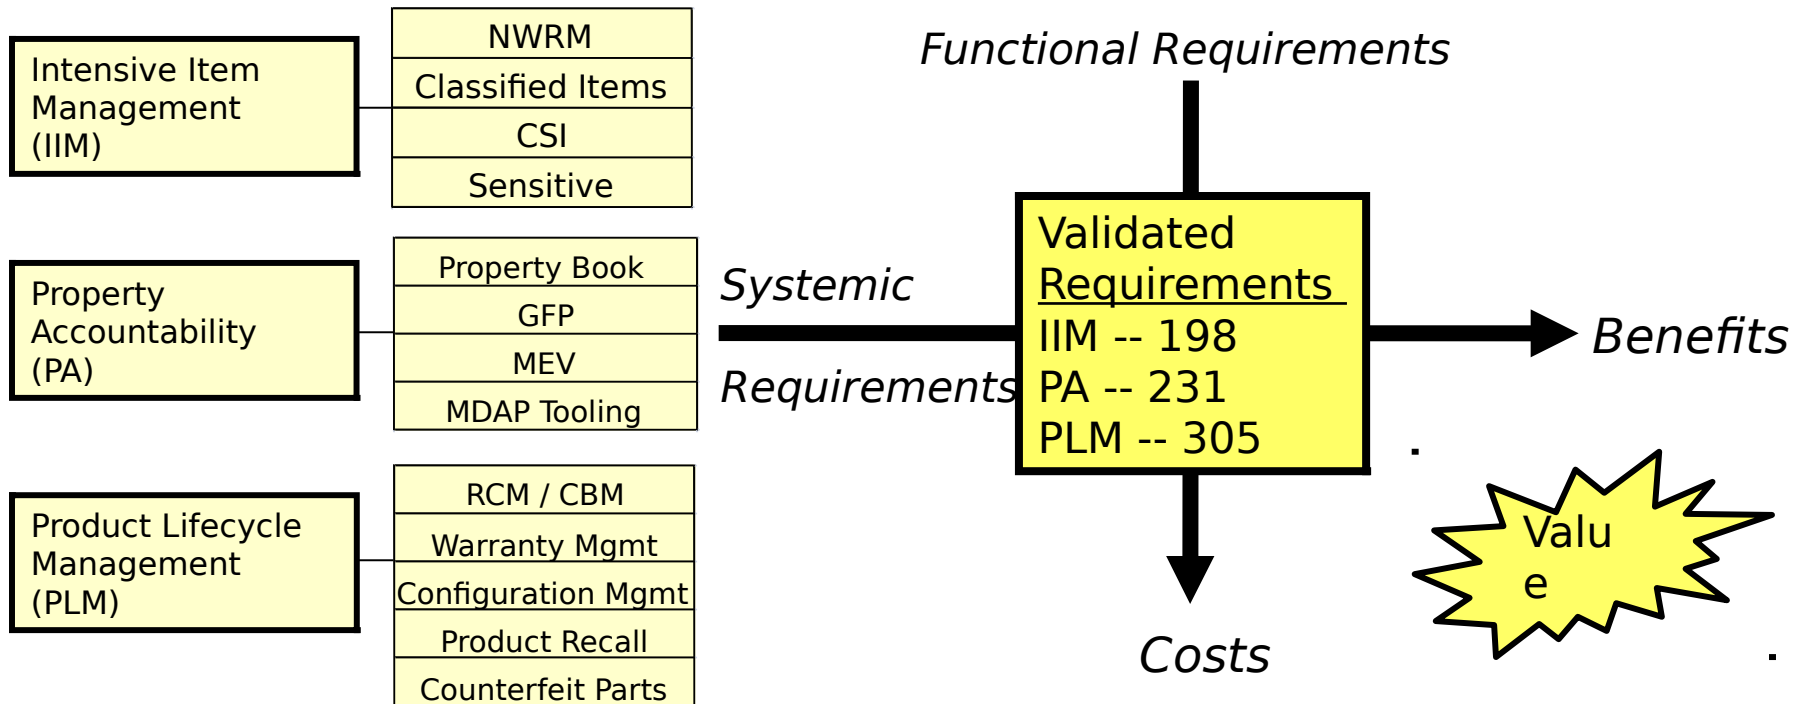 Intensive Item
Management
(IIM)
NWRM
Classified Items
CSI
Sensitive
Property
Accountability
(PA)
Property Book
GFP
MEV
MDAP Tooling
Product Lifecycle
Management
(PLM)
RCM / CBM
Warranty Mgmt
Configuration Mgmt
Product Recall
Counterfeit Parts
Functional Requirements
Systemic
Requirements
Validated
Requirements
IIM -- 198
PA -- 231
PLM -- 305
Benefits
Costs
Valu
e